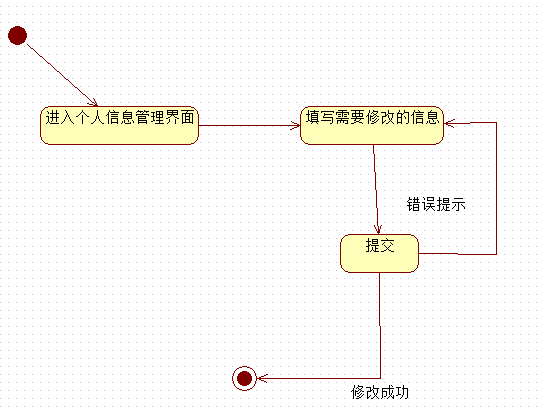 进入个人信息管理界面
填写需要修改的信息
错误提示
提交
修改成功